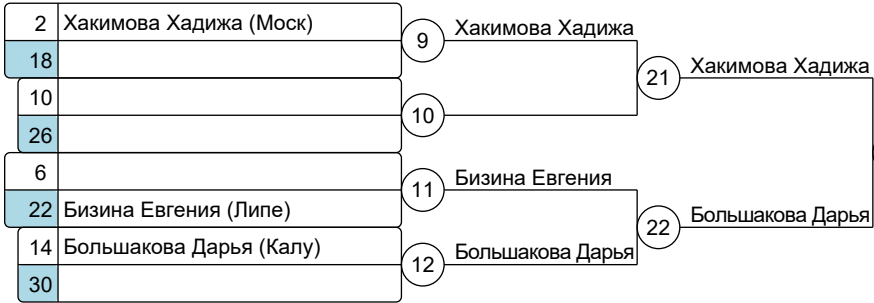 2 Хакимова Хадижа (Моск)
18
10
26
6
22 Бизина Евгения (Липе)
14 Большакова Дарья (Калу)
30
9 Хакимова Хадижа
10
11 Бизина Евгения
12 Большакова Дарья
21 Хакимова Хадижа
22 Большакова Дарья